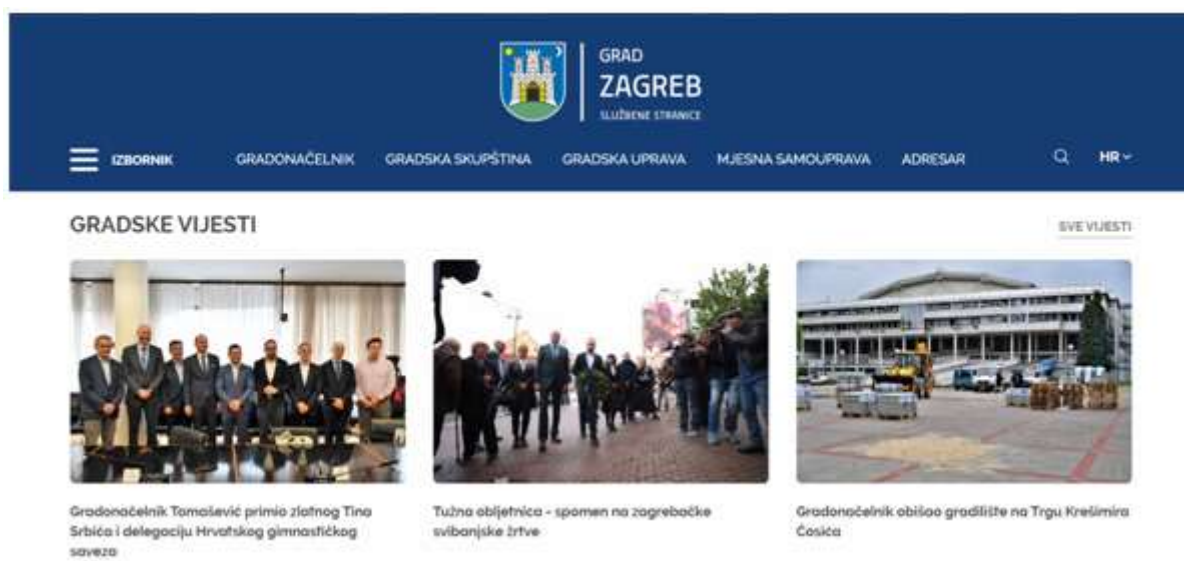 GRAD
ZAGREB
SLUŽBENE STRANICE
IZBORNIK GRADONAČELNIK GRADSKA SKUPŠTINA GRADSKA UPRAVA MJESNA SAMOUPRAVA ADRESAR HR
GRADSKE VIJESTI
SVE VIJESTI
Gradonačelnik Tomašević primio zlatnog Tina
Srbića i delegaciju Hrvatskog gimnastičkog
saveza
Tužna obljetnica - spomen na zagrebačke
svibanjske žrtve
Gradonačelnik obišao gradilište na Trgu Krešimira
Ćosića